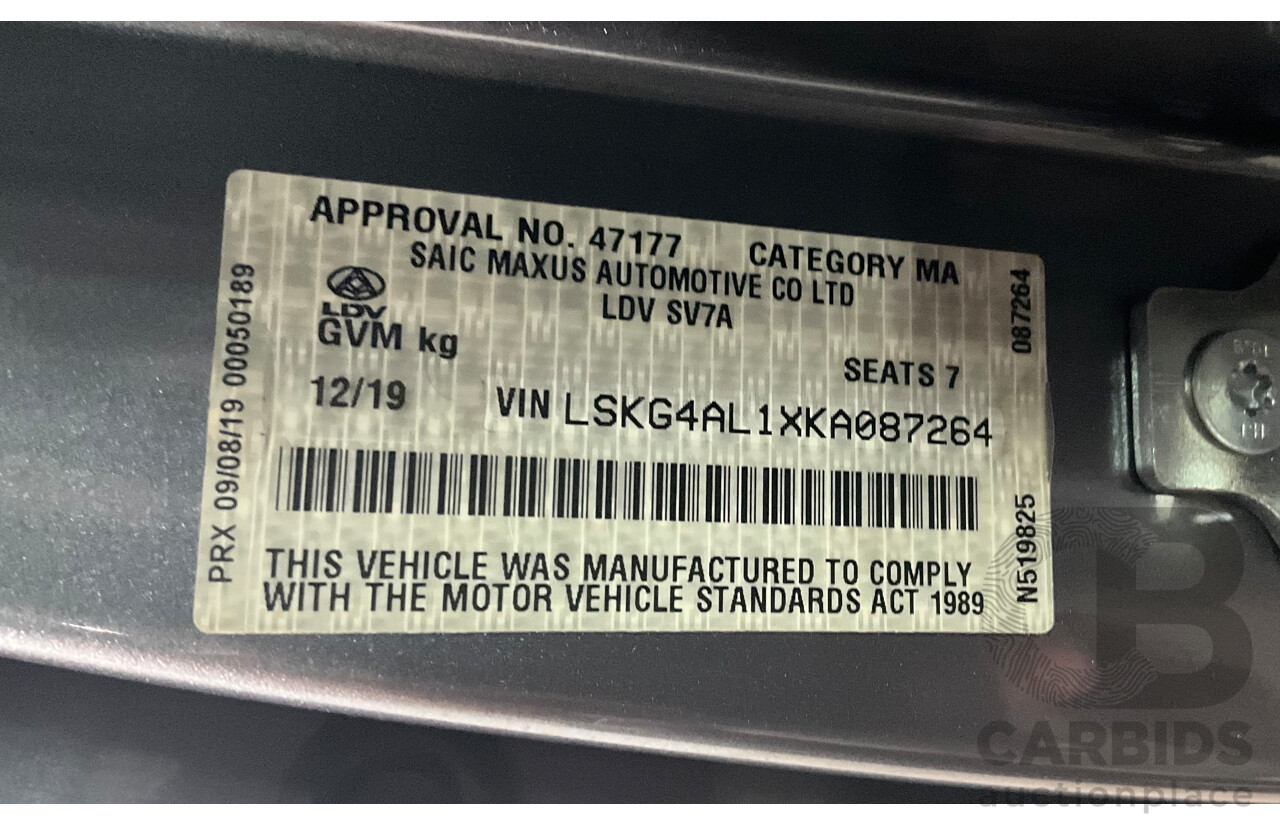 APPROVAL NO. 47177 CATEGORY MA
SAIC MAXUS AUTOMOTIVE CO LTD
LDV SV7A
LDV
GVM kg
SEATS 7
12/19 VIN LSKG4AL1XKA087264
THIS VEHICLE WAS MANUFACTURED TO COMPLY
WITH THE MOTOR VEHICLE STANDARDS ACT 1989
PRX 09/08/19 00050189
087264
N519825
CB
CARBIDS
auctionplace